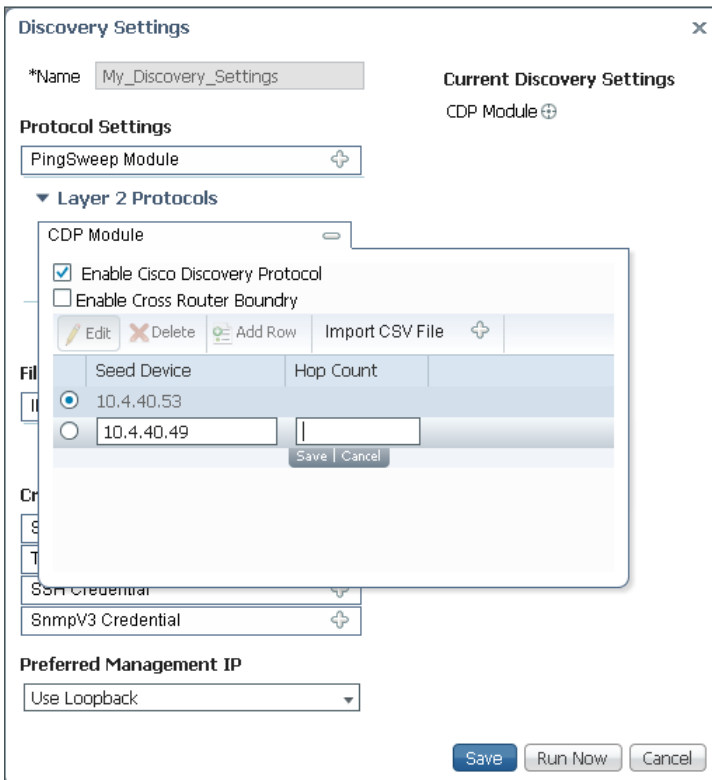 Discovery Settings
*Name My_Discovery_Settings
Current Discovery Settings
CDP Module
Protocol Settings
PingSweep Module
Layer 2 Protocols
CDP Module
Enable Cisco Discovery Protocol
Enable Cross Router Boundry
Edit Delete Add Row Import CSV File
Seed Device Hop Count
10.4.40.53
10.4.40.49
Save | Cancel
SSH Credential
SnmpV3 Credential
Preferred Management IP
Use Loopback
Save Run Now Cancel